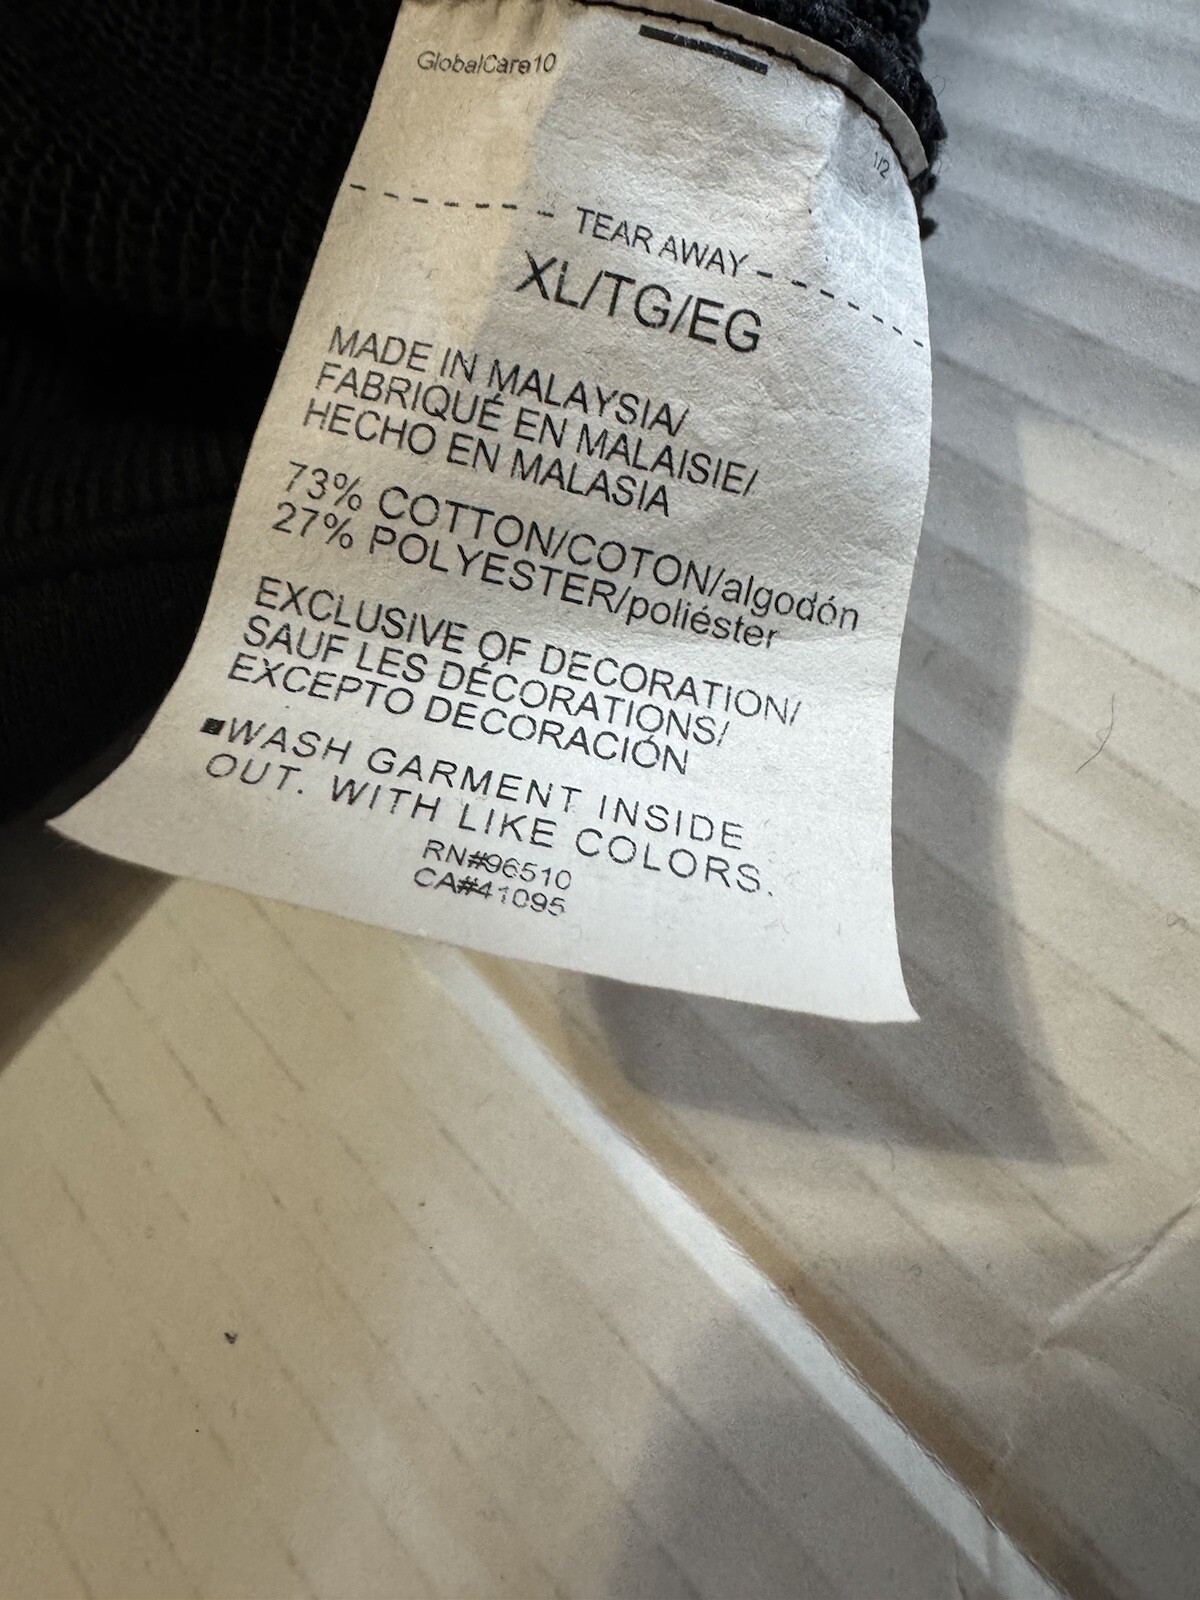 GlobalCare10
1/2
TEAR AWAY
XL/TG/EG
MADE IN MALAYSIA/
FABRIQUÉ EN MALAISIE/
HECHO EN MALASIA
73% COTTON/COTON/algodón
27% POLYESTER/poliéster
EXCLUSIVE OF DECORATION/
SAUF LES DÉCORATIONS/
EXCEPTO DECORACIÓN
■WASH GARMENT INSIDE
OUT. WITH LIKE COLORS.
RN#96510
CA#41095